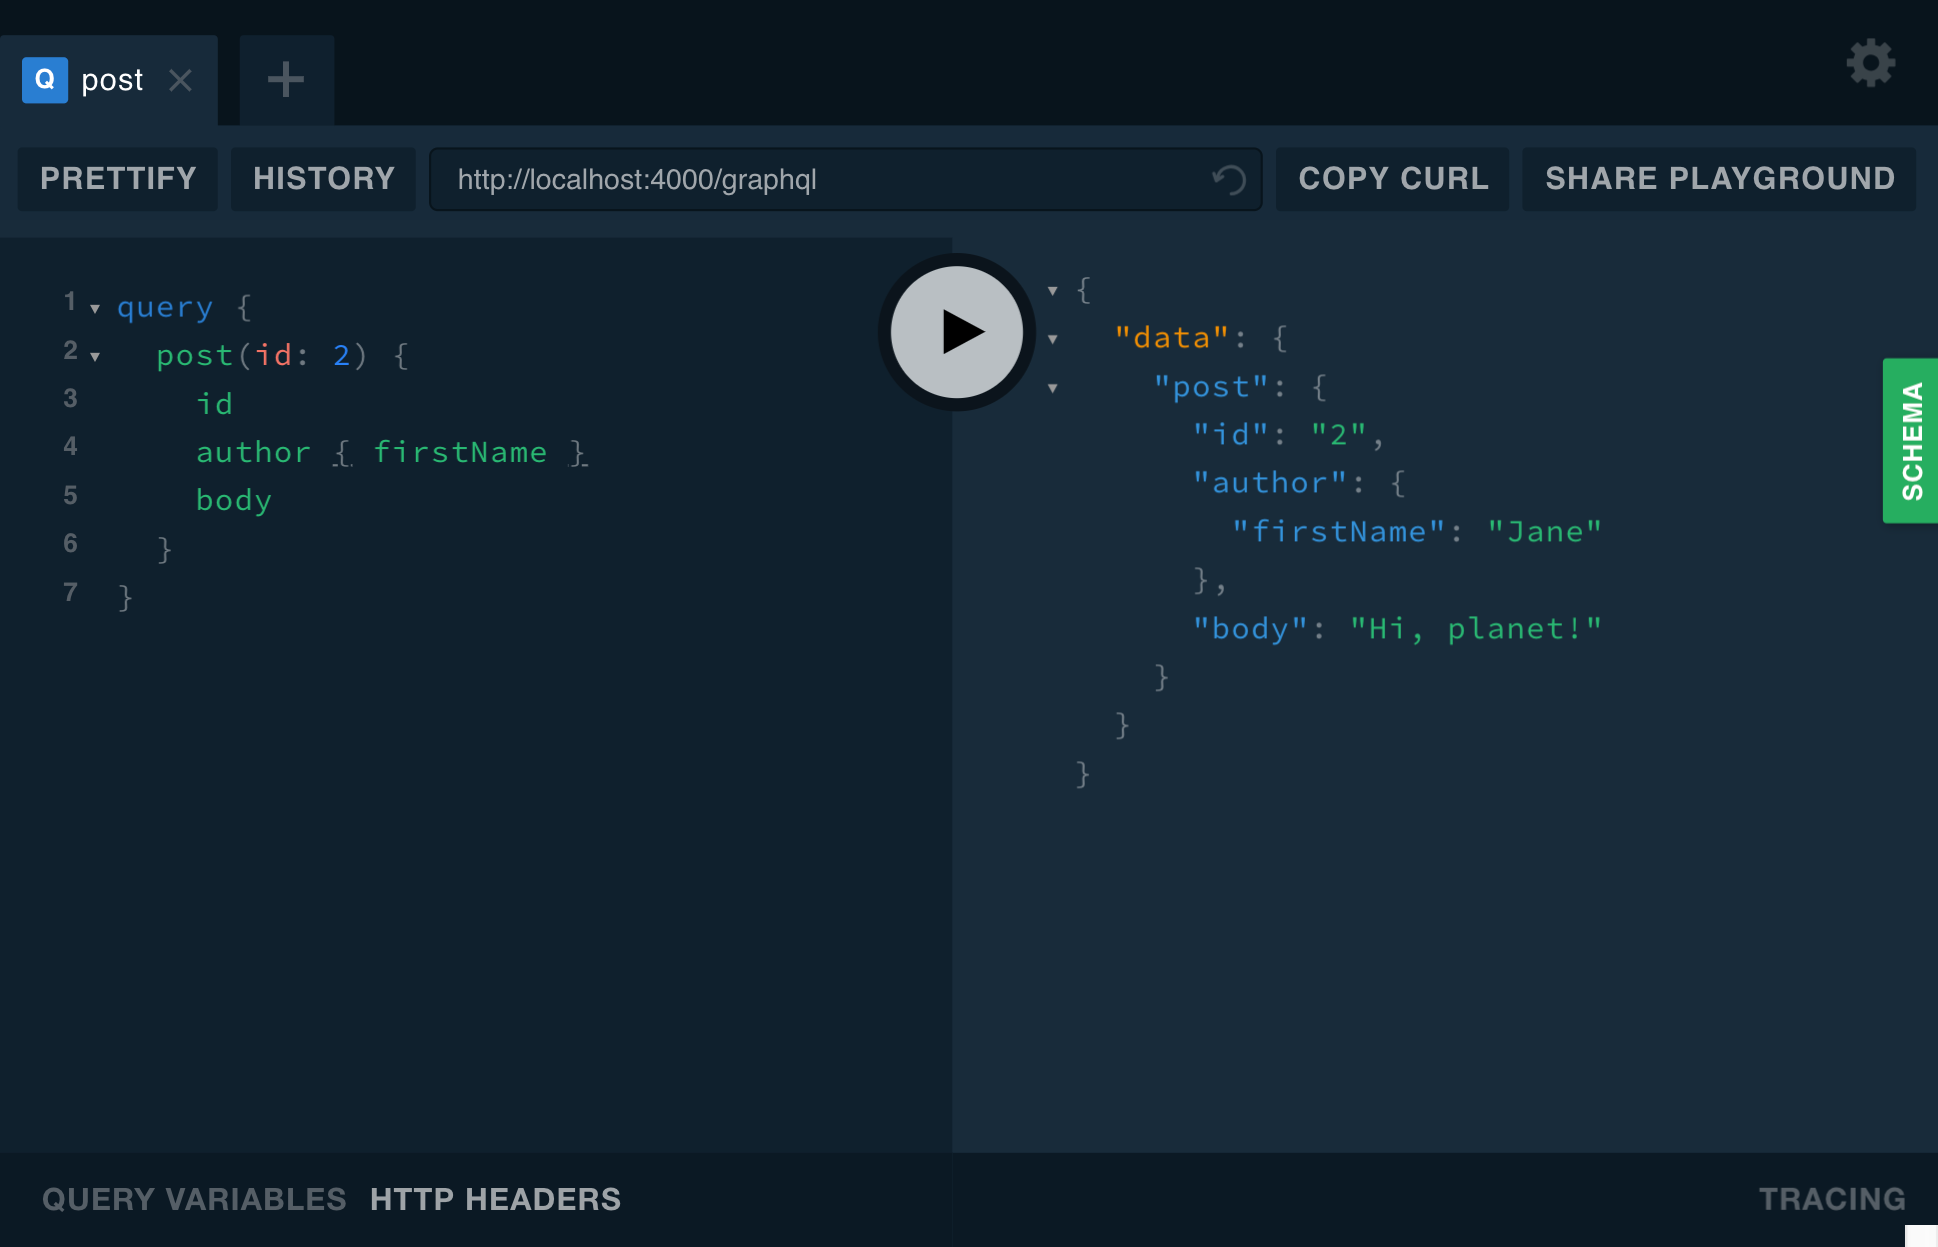 Q post
PRETTIFY HISTORY http://localhost:4000/graphql COPY CURL SHARE PLAYGROUND
1 query {
2 post(id: 2) {
3 id
4 author { firstName }
5 body
6 }
7 }
{
"data": {
"post": {
"id": "2",
"author": {
"firstName": "Jane"
},
"body": "Hi, planet!"
}
}
}
SCHEMA
QUERY VARIABLES HTTP HEADERS
TRACING